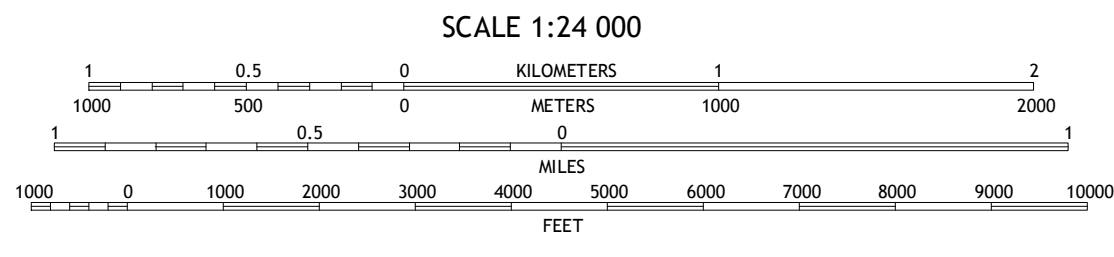 SCALE 1:24 000
1 0.5 0 KILOMETERS 1 2
1000 500 0 METERS 1000 2000
1 0.5 0 1
MILES
1000 0 1000 2000 3000 4000 5000 6000 7000 8000 9000 10000
FEET